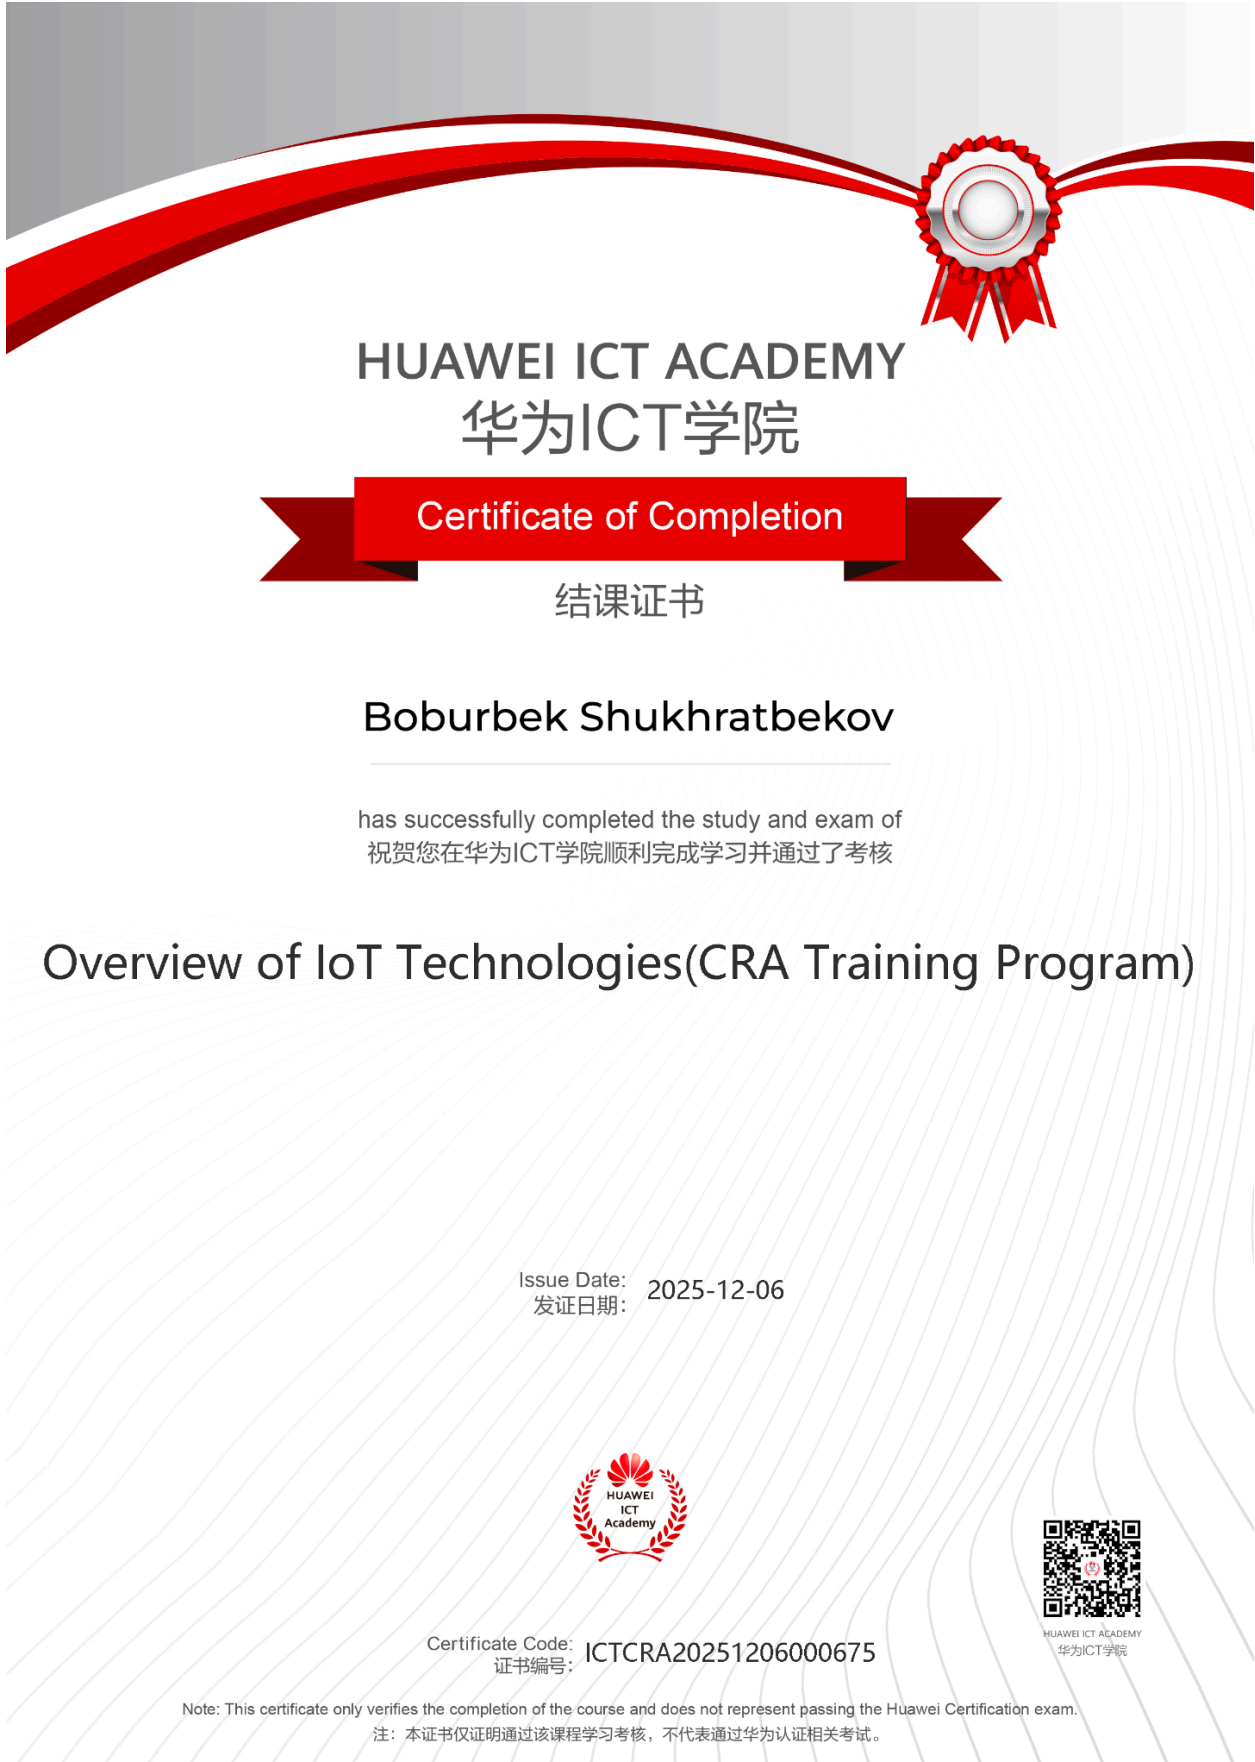 HUAWEI ICT ACADEMY
华为ICT学院
Certificate of Completion
结课证书
Boburbek Shukhratbekov
has successfully completed the study and exam of
祝贺您在华为ICT学院顺利完成学习并通过了考核
Overview of IoT Technologies(CRA Training Program)
Issue Date: 2025-12-06
发证日期:
HUAWEI
ICT
Academy
HUAWEI ICT ACADEMY
华为ICT学院
Certificate Code: ICTCRA20251206000675
证书编号:
Note: This certificate only verifies the completion of the course and does not represent passing the Huawei Certification exam.
注：本证书仅证明通过该课程学习考核，不代表通过华为认证相关考试。